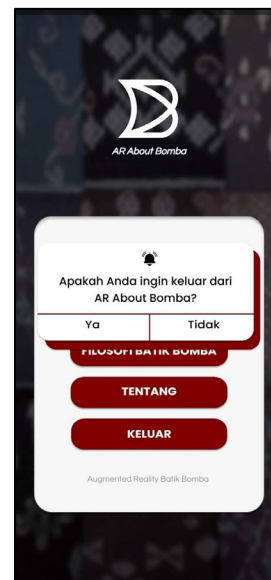 AR About Bomba
Apakah Anda ingin keluar dari
AR About Bomba?
Ya
Tidak
FILOSOFI BATIK BOMBA
TENTANG
KELUAR
Augmented Reality Batik Bomba